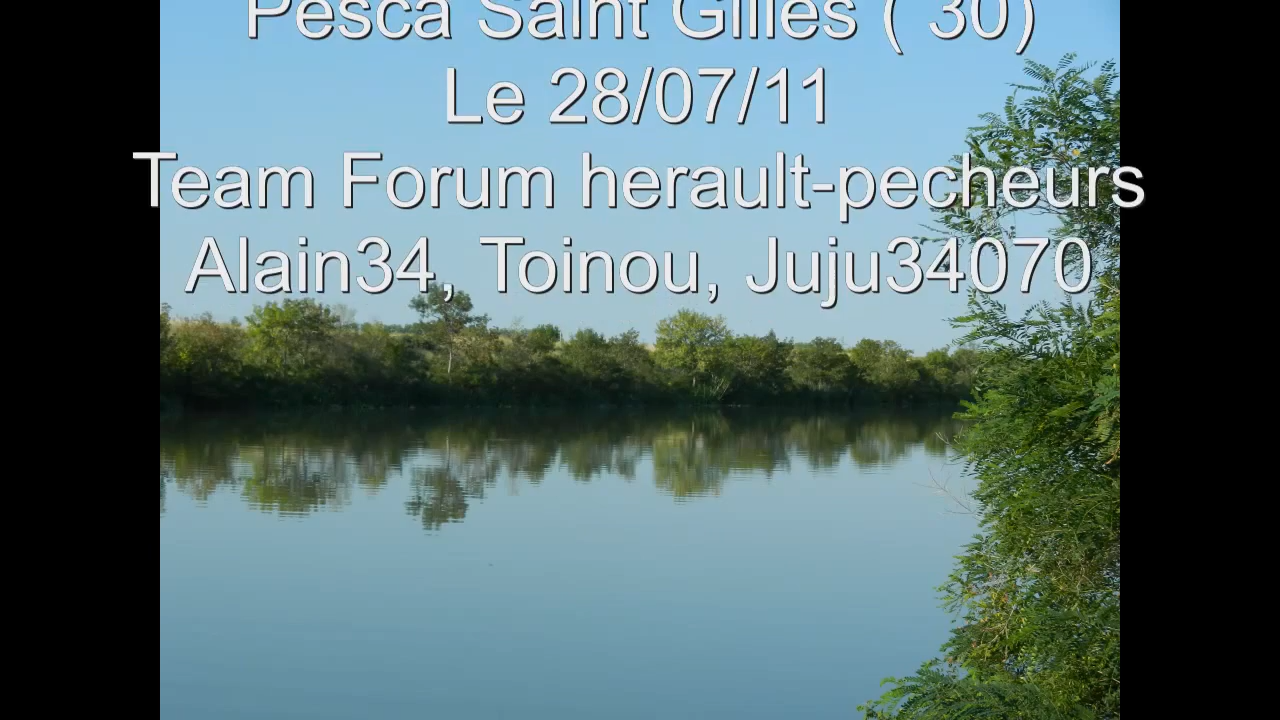 Pesca Saint Gilles ( 30)
Le 28/07/11
Team Forum herault-pecheurs
Alain34, Toinou, Juju34070